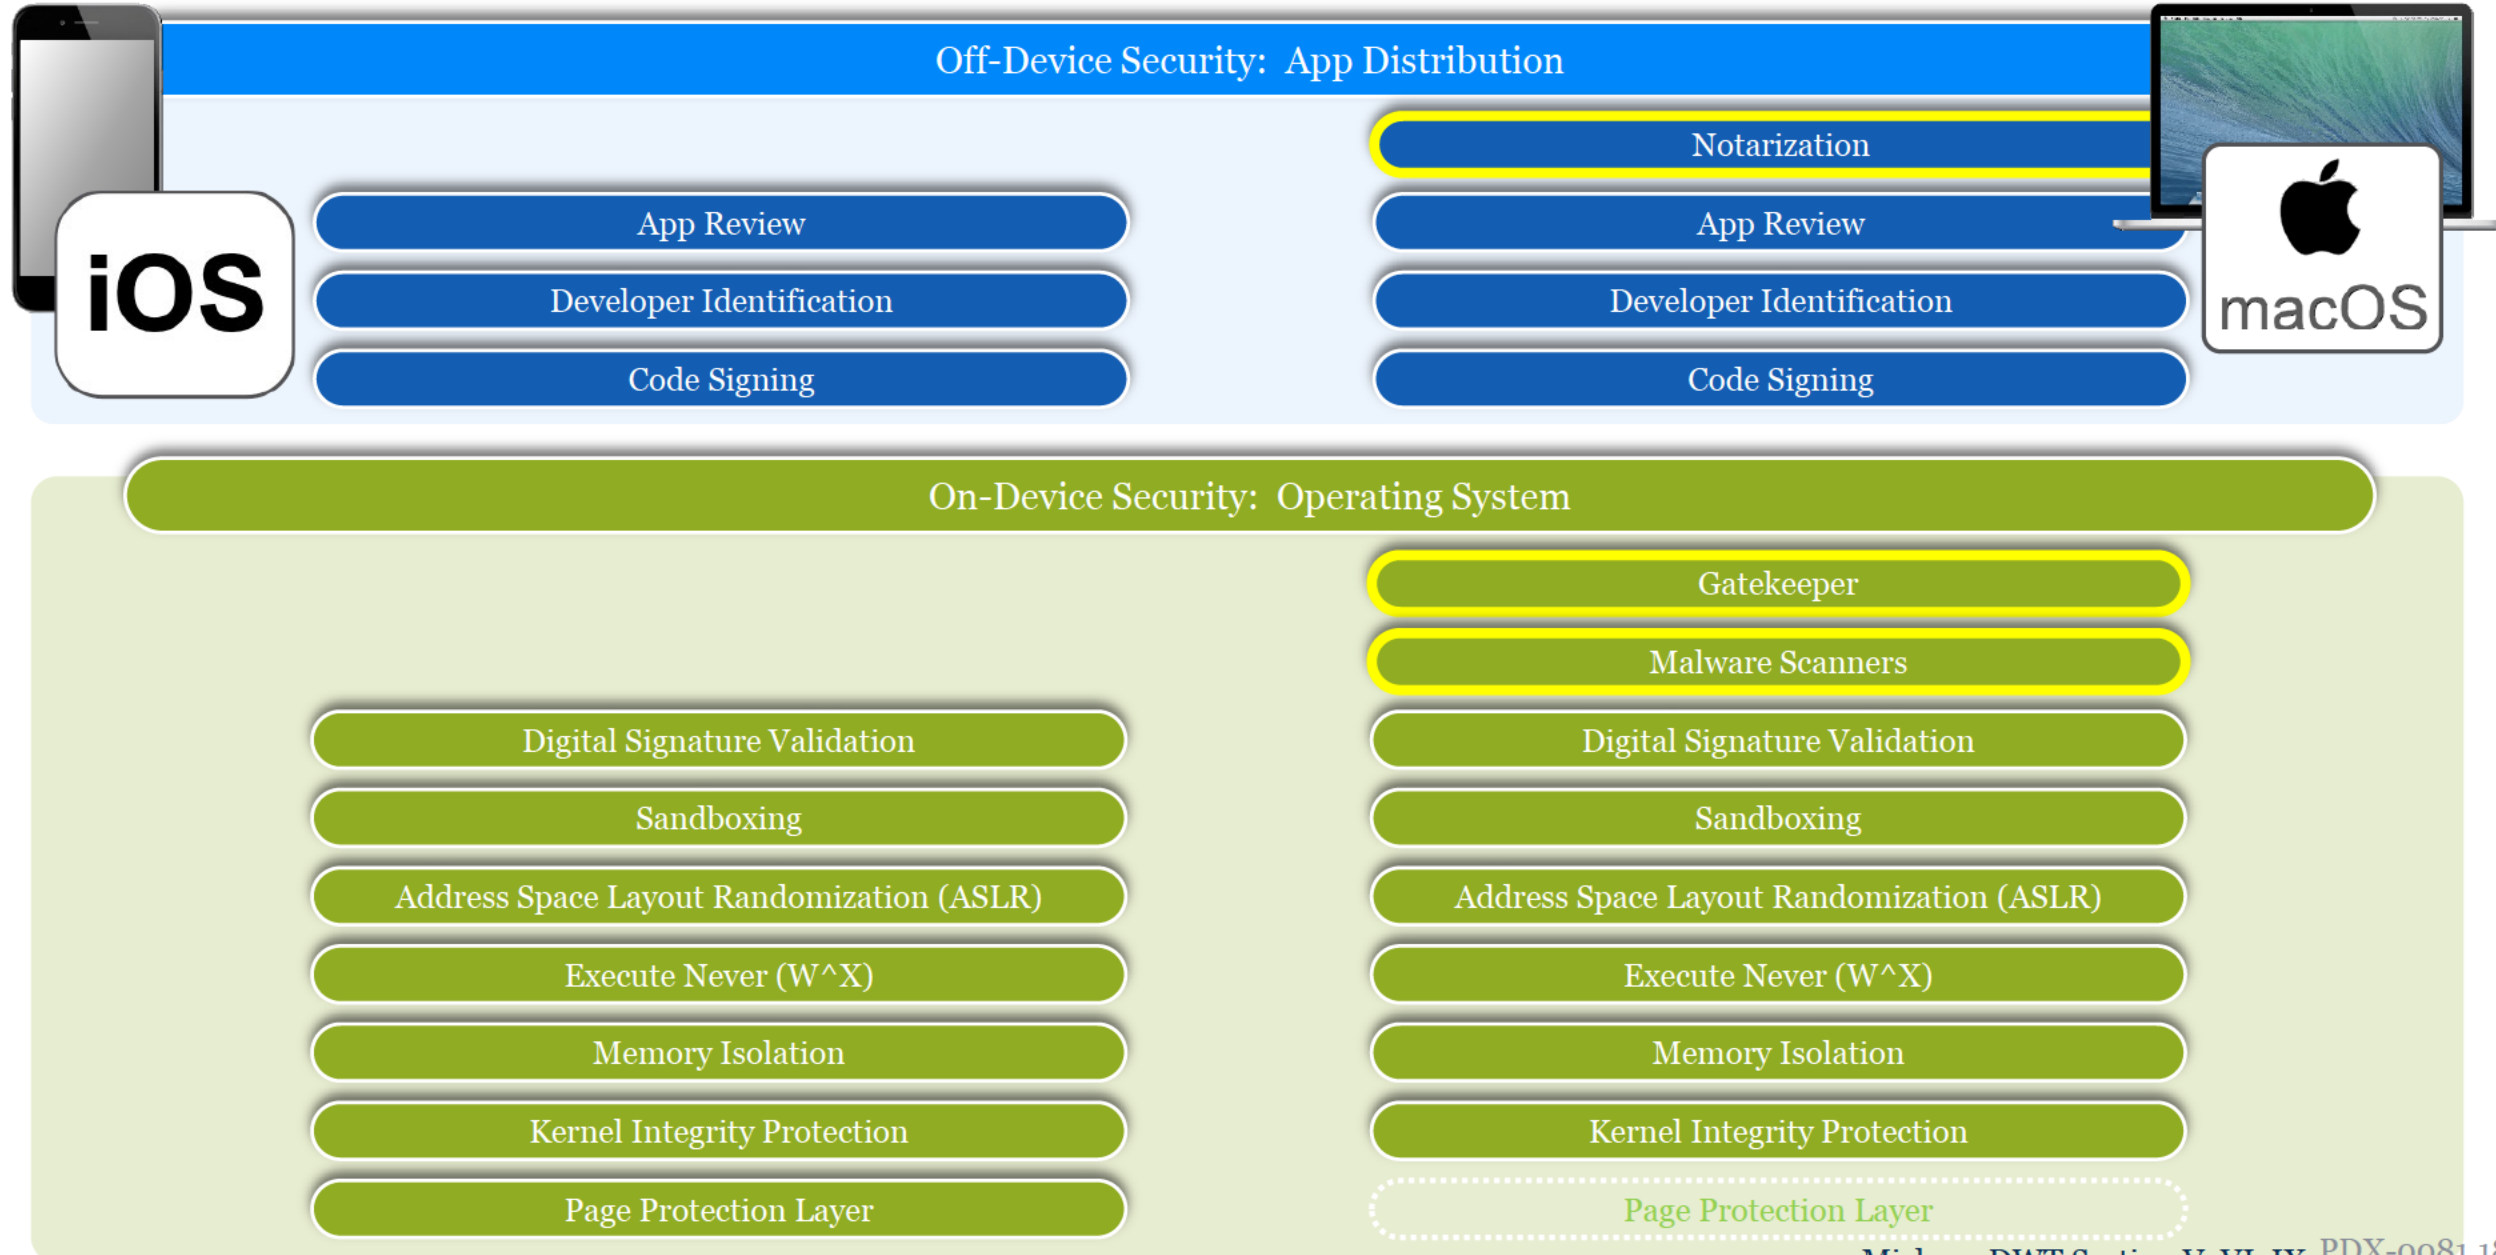 Off-Device Security: App Distribution
Notarization
App Review
App Review
iOS
Developer Identification
Developer Identification
macOS
Code Signing
Code Signing
On-Device Security: Operating System
Gatekeeper
Malware Scanners
Digital Signature Validation
Digital Signature Validation
Sandboxing
Sandboxing
Address Space Layout Randomization (ASLR)
Address Space Layout Randomization (ASLR)
Execute Never (W^X)
Execute Never (W^X)
Memory Isolation
Memory Isolation
Kernel Integrity Protection
Kernel Integrity Protection
Page Protection Layer
Page Protection Layer